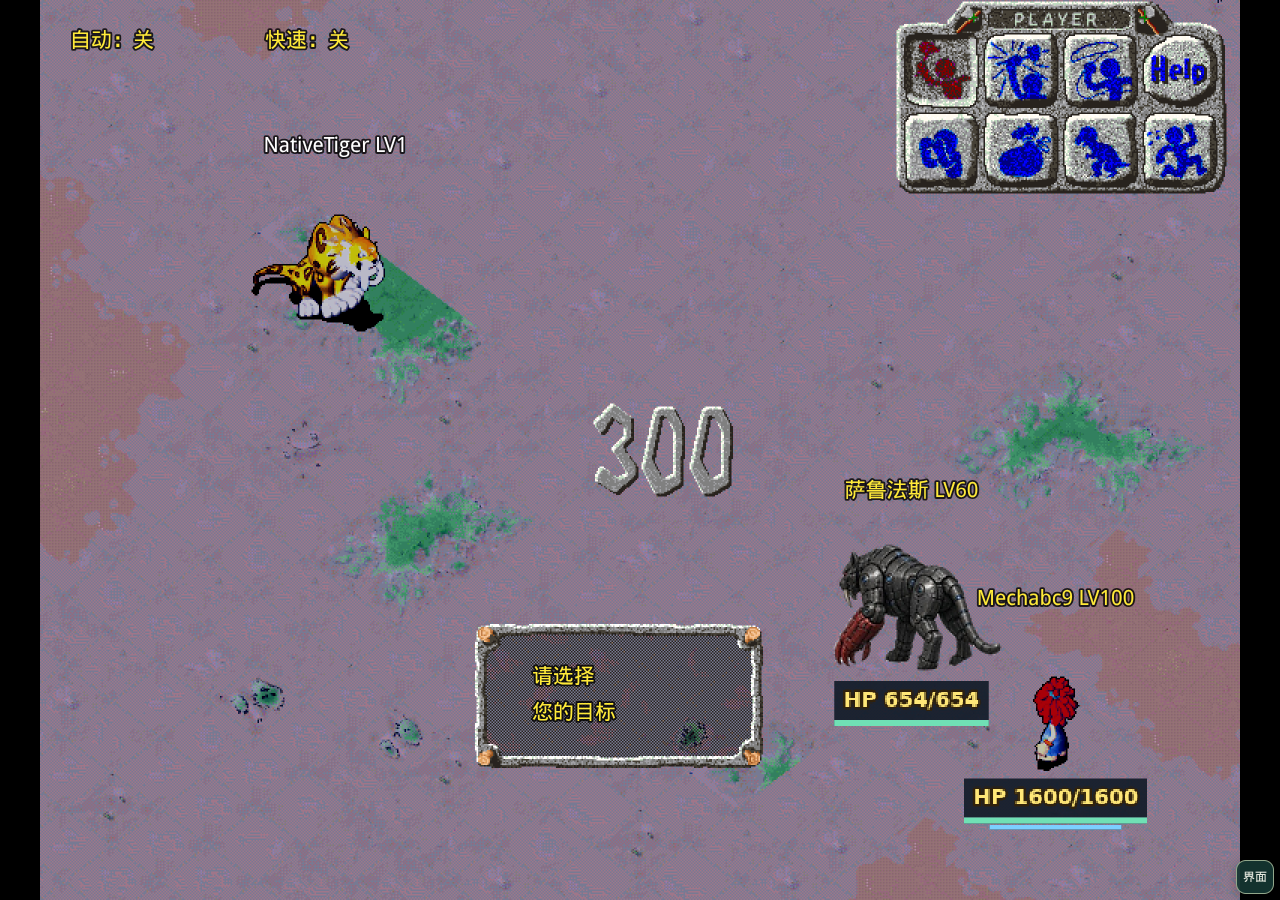 自动：关
快速：关
PLAYER
Help
NativeTiger LV1
300
萨鲁法斯 LV60
Mechabc9 LV100
请选择
您的目标
HP 654/654
HP 1600/1600
界面